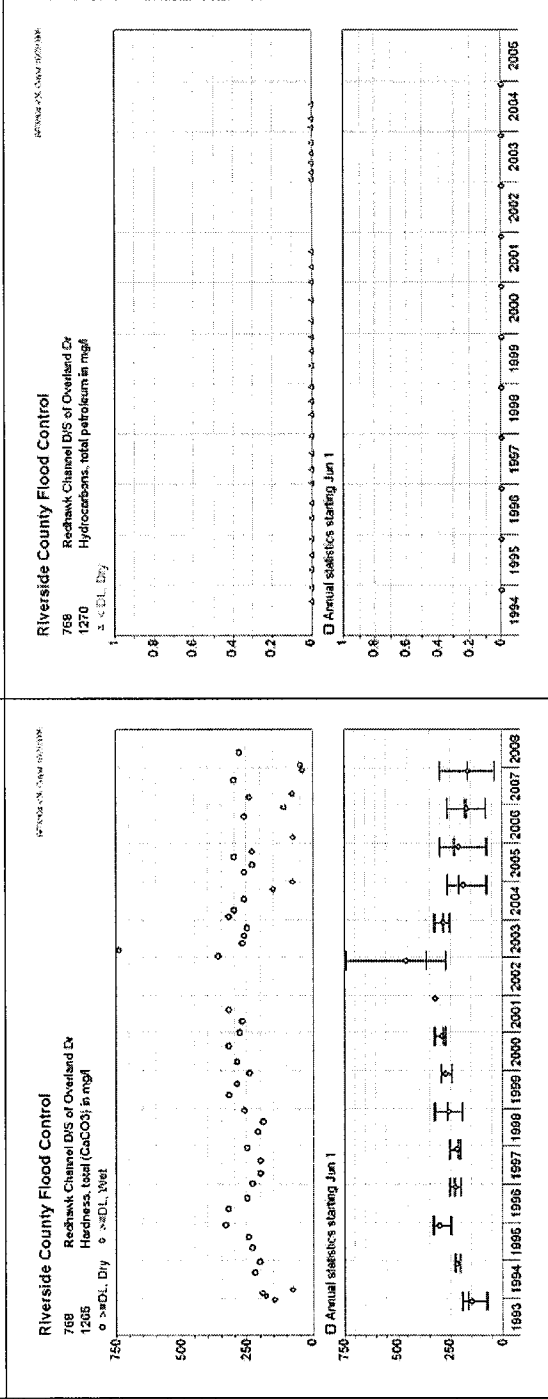 Riverside County Flood Control
768 Redhawk Channel D/S of Overland Dr
1265 Hardness, total (CaCO3) in mg/l
o >=DL, Dry o >=DL, Wet
750
500
250
0
Annual statistics starting Jun 1
750
500
250
0
1993 1994 1995 1996 1997 1998 1999 2000 2001 2002 2003 2004 2005 2006 2007 2008
Riverside County Flood Control
768 Redhawk Channel D/S of Overland Dr
1270 Hydrocarbons, total petroleum in mg/l
< DL, Dry
1
0.8
0.6
0.4
0.2
0
Annual statistics starting Jun 1
1
0.8
0.6
0.4
0.2
0
1994 1995 1996 1997 1998 1999 2000 2001 2002 2003 2004 2005